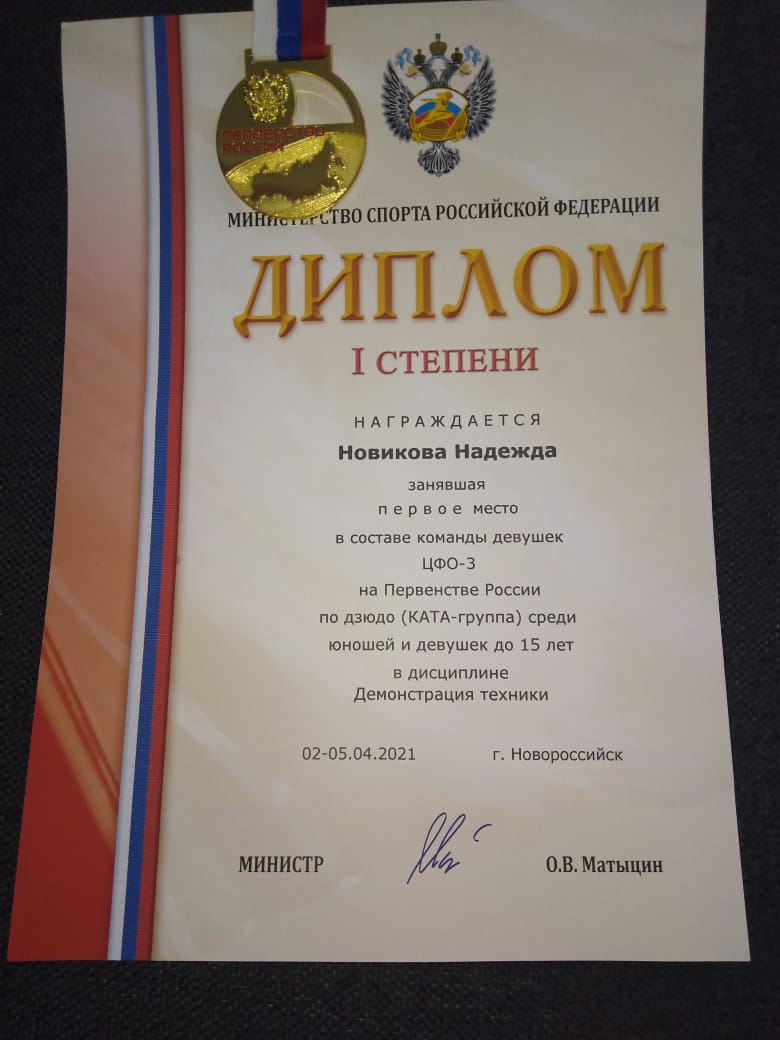 ПЕРВЕНСТВО
РОССИИ
МИНИСТЕРСТВО СПОРТА РОССИЙСКОЙ ФЕДЕРАЦИИ
ДИПЛОМ
I СТЕПЕНИ
НАГРАЖДАЕТСЯ
Новикова Надежда
занявшая
первое место
в составе команды девушек
ЦФО-3
на Первенстве России
по дзюдо (КАТА-группа) среди
юношей и девушек до 15 лет
в дисциплине
Демонстрация техники
02-05.04.2021 г. Новороссийск
МИНИСТР О.В. Матыцин